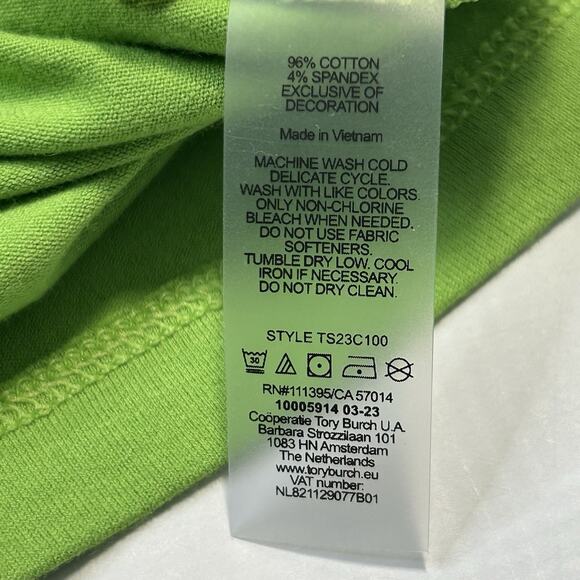 96% COTTON
4% SPANDEX
EXCLUSIVE OF
DECORATION
Made in Vietnam
MACHINE WASH COLD
DELICATE CYCLE.
WASH WITH LIKE COLORS.
ONLY NON-CHLORINE
BLEACH WHEN NEEDED.
DO NOT USE FABRIC
SOFTENERS.
TUMBLE DRY LOW. COOL
IRON IF NECESSARY.
DO NOT DRY CLEAN.
STYLE TS23C100
30
RN#111395/CA 57014
10005914 03-23
Coöperatie Tory Burch U.A.
Barbara Strozzilaan 101
1083 HN Amsterdam
The Netherlands
www.toryburch.eu
VAT number:
NL821129077B01